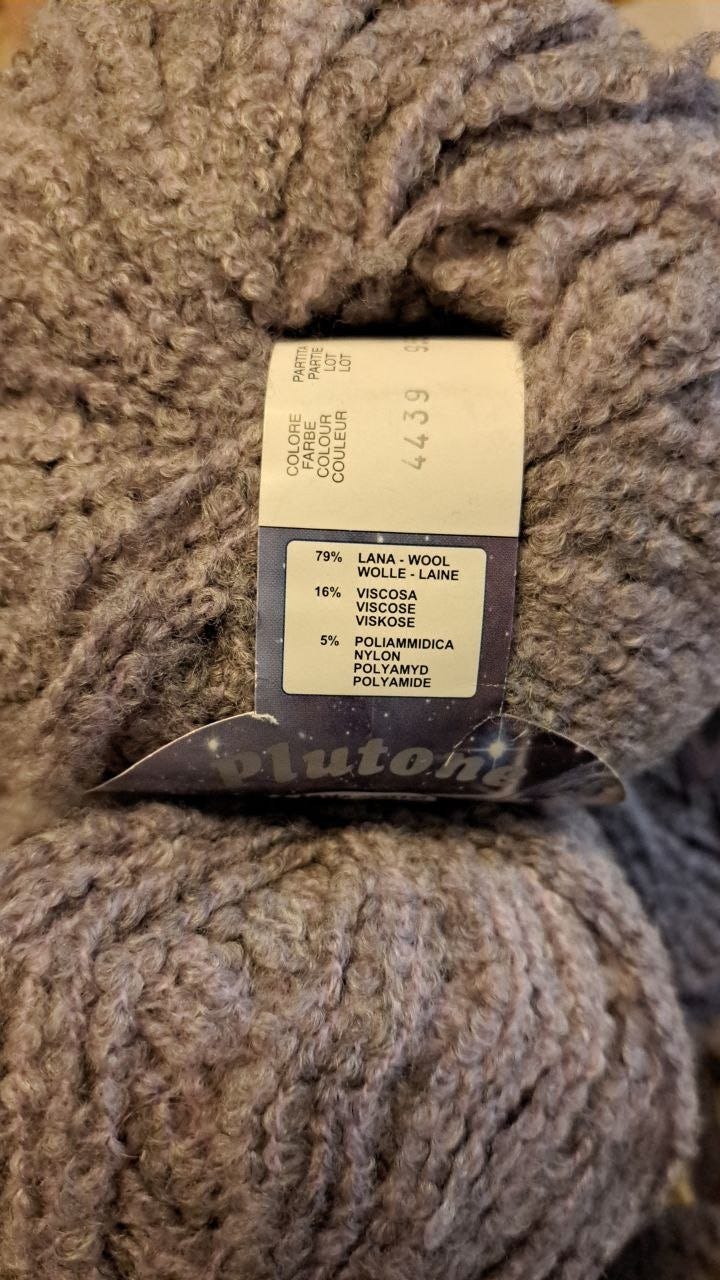 PARTITA
PARTIE
LOT
LOT
COLORE
FARBE
COLOUR
COULEUR
4439
79% LANA - WOOL
WOLLE - LAINE
16% VISCOSA
VISCOSE
VISKOSE
5% POLIAMMIDICA
NYLON
POLYAMYD
POLYAMIDE
Plutone